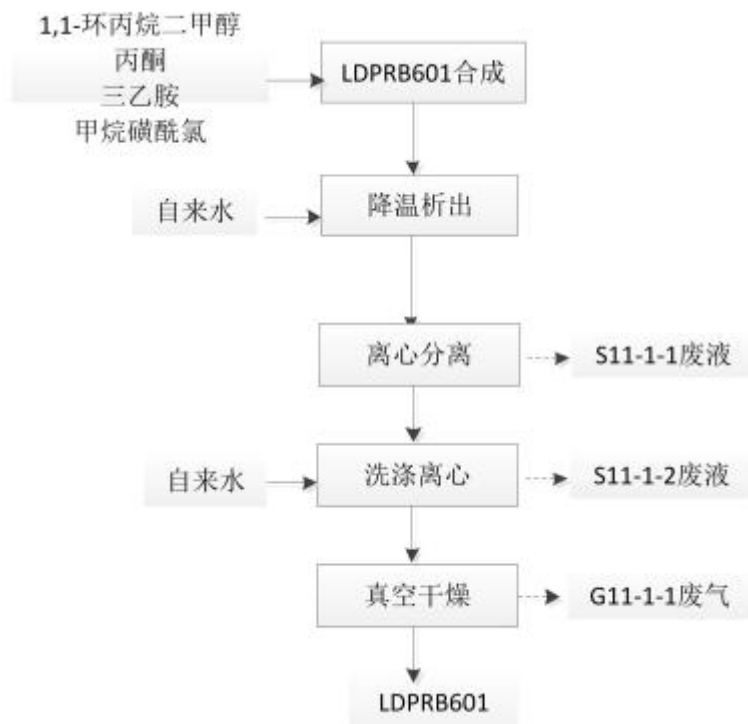 1,1-环丙烷二甲醇
丙酮
三乙胺
甲烷磺酰氯
LDPRB601合成
自来水
降温析出
离心分离
S11-1-1废液
自来水
洗涤离心
S11-1-2废液
真空干燥
G11-1-1废气
LDPRB601